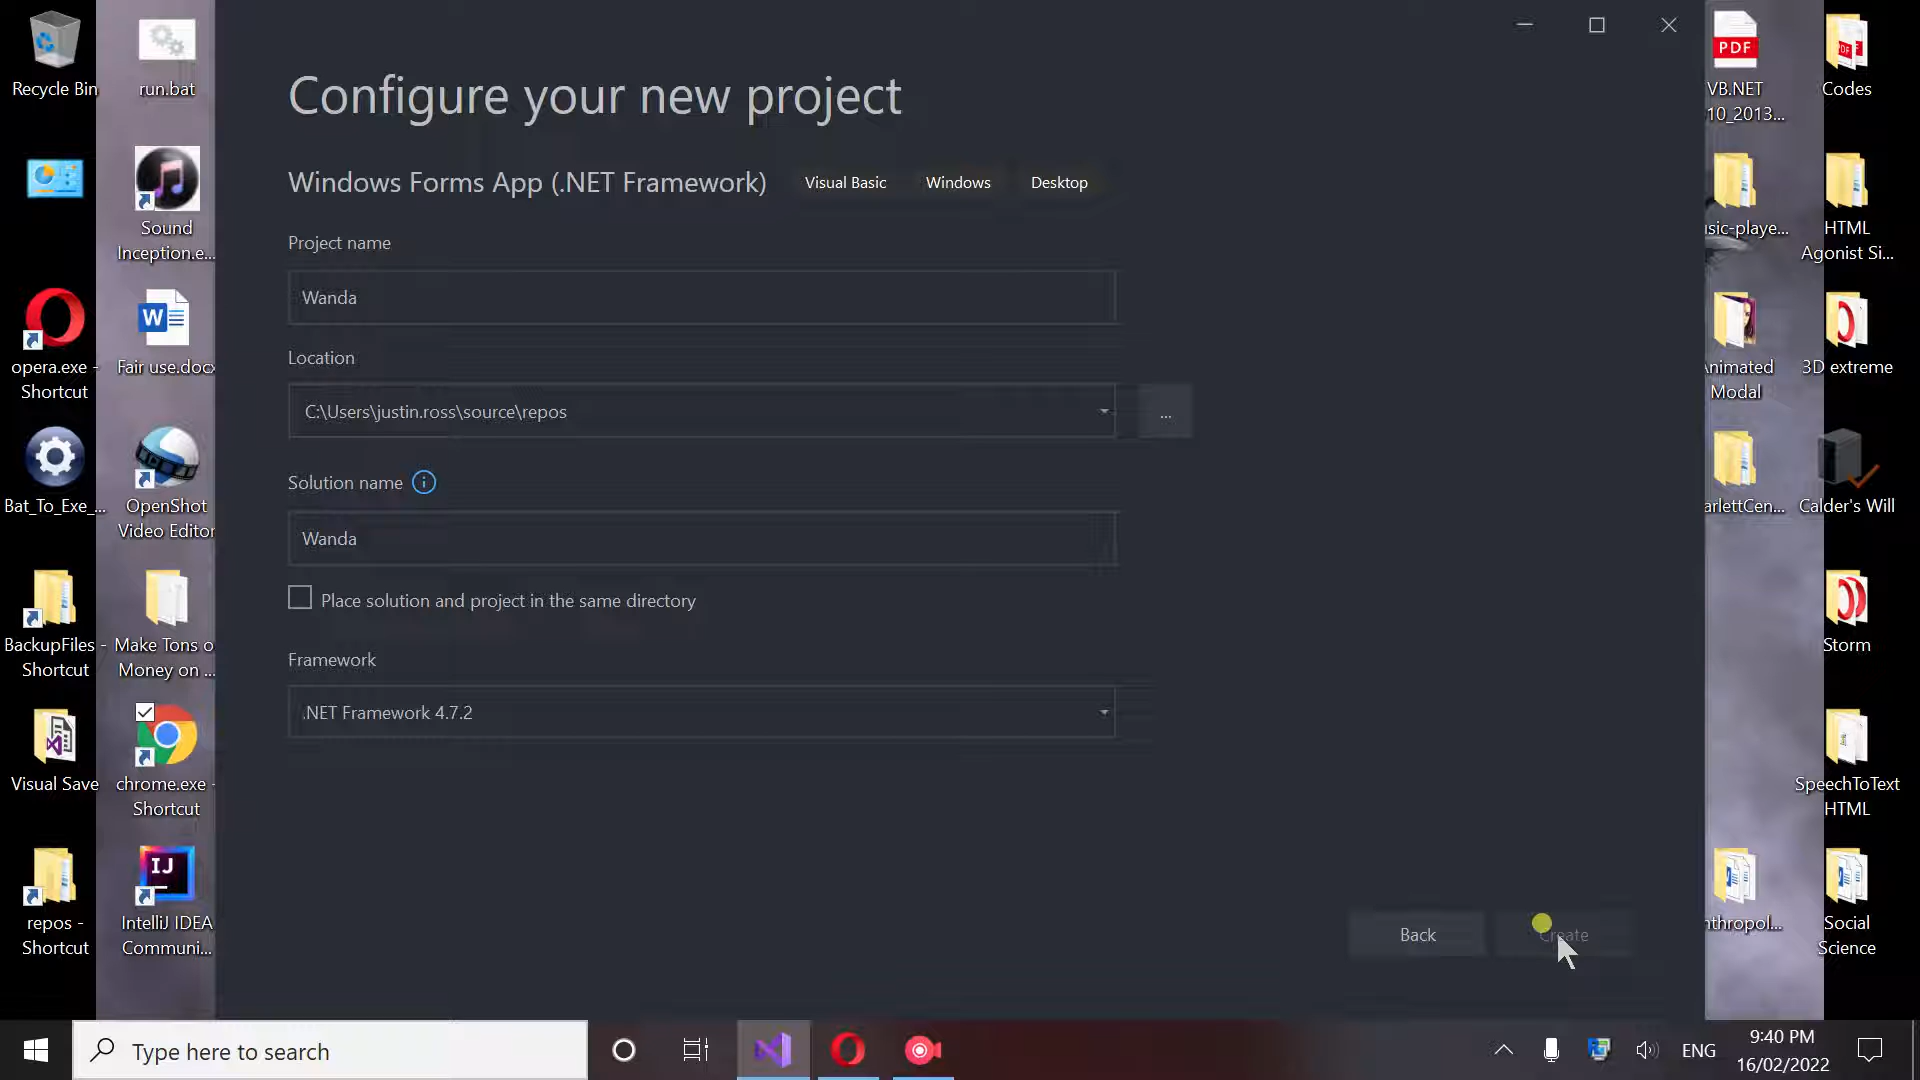 Configure your new project
Windows Forms App (.NET Framework) Visual Basic Windows Desktop
Project name
Wanda
Location
C:\Users\justin.ross\source\repos
...
Solution name
Wanda
Place solution and project in the same directory
Framework
.NET Framework 4.7.2
Back
Create
Recycle Bin
opera.exe -
Shortcut
Bat_To_Exe_...
BackupFiles -
Shortcut
Visual Save
repos -
Shortcut
run.bat
Sound
Inception.e...
Fair use.docx
OpenShot
Video Editor
Make Tons o
Money on ...
chrome.exe -
Shortcut
IJ
IntelliJ IDEA
Communi...
PDF
VB.NET
10_2013...
sic-playe...
Animated
Modal
arlettCen...
nthropol...
Codes
HTML
Agonist Si...
3D extreme
Calder's Will
Storm
SpeechToText
HTML
Social
Science
Type here to search
ENG
9:40 PM
16/02/2022